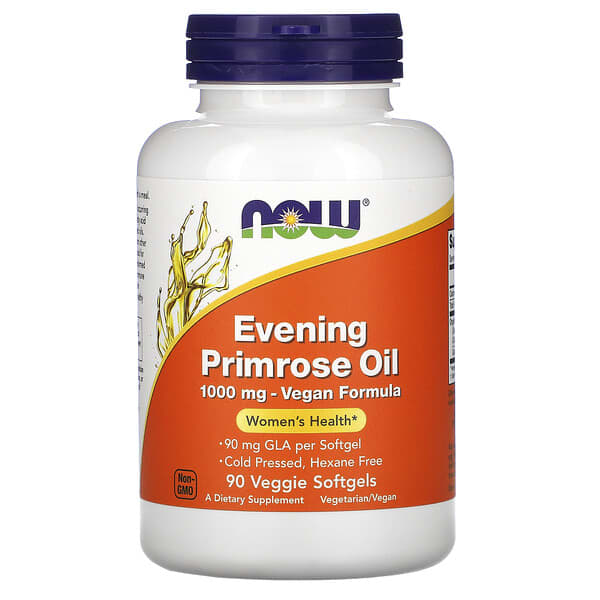 NOW®
Evening
Primrose Oil
1000 mg - Vegan Formula
Women's Health*
• 90 mg GLA per Softgel
• Cold Pressed, Hexane Free
90 Veggie Softgels
Non-
GMO
A Dietary Supplement Vegetarian/Vegan